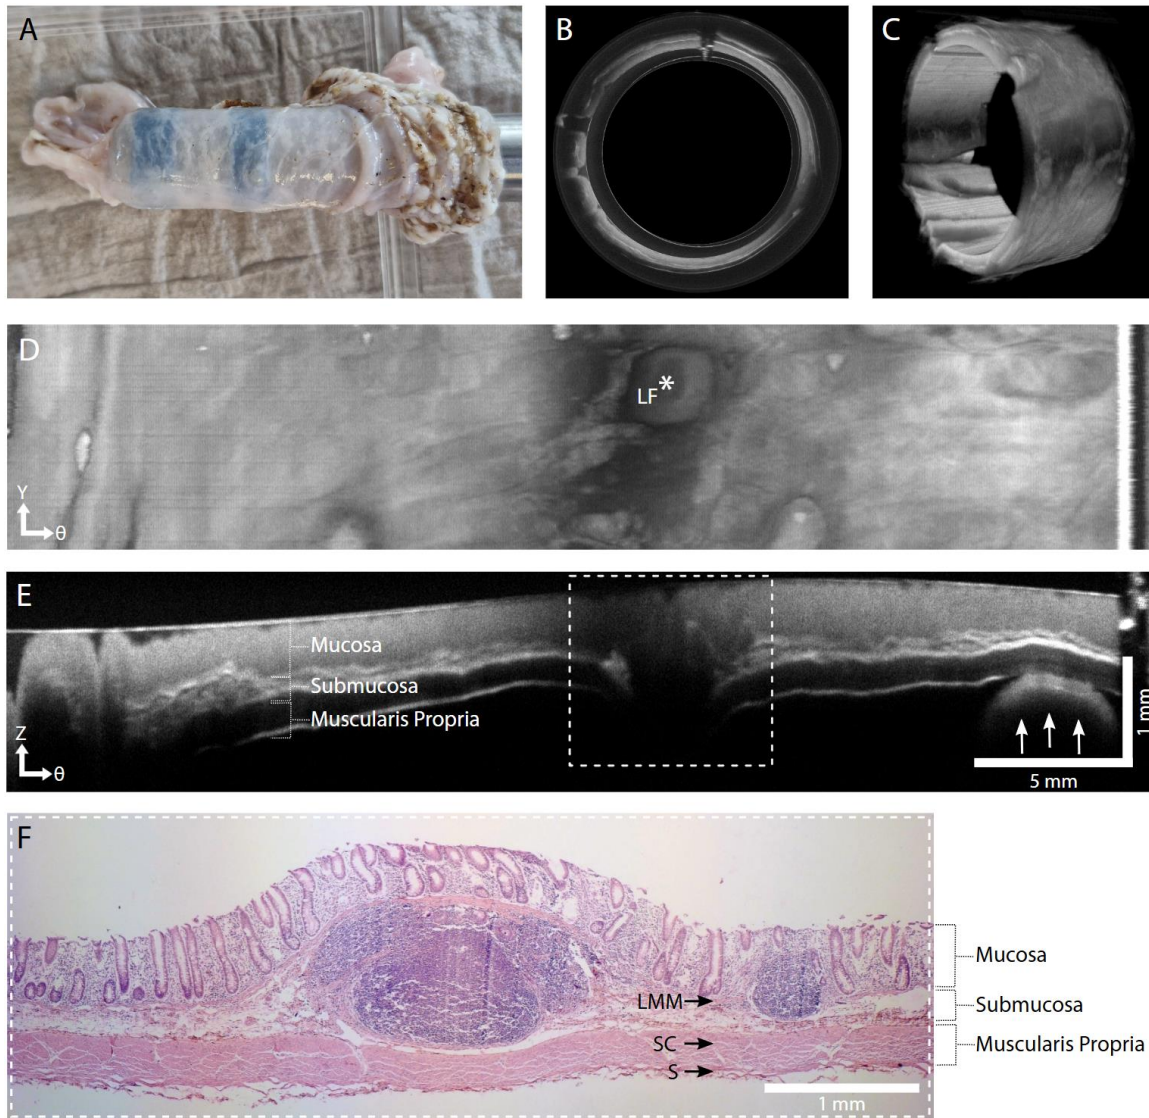 A
B
C
D
LF *
Y
θ
E
Mucosa
Submucosa
Muscularis Propria
Z
θ
1 mm
5 mm
F
LMM
SC
S
1 mm
Mucosa
Submucosa
Muscularis Propria